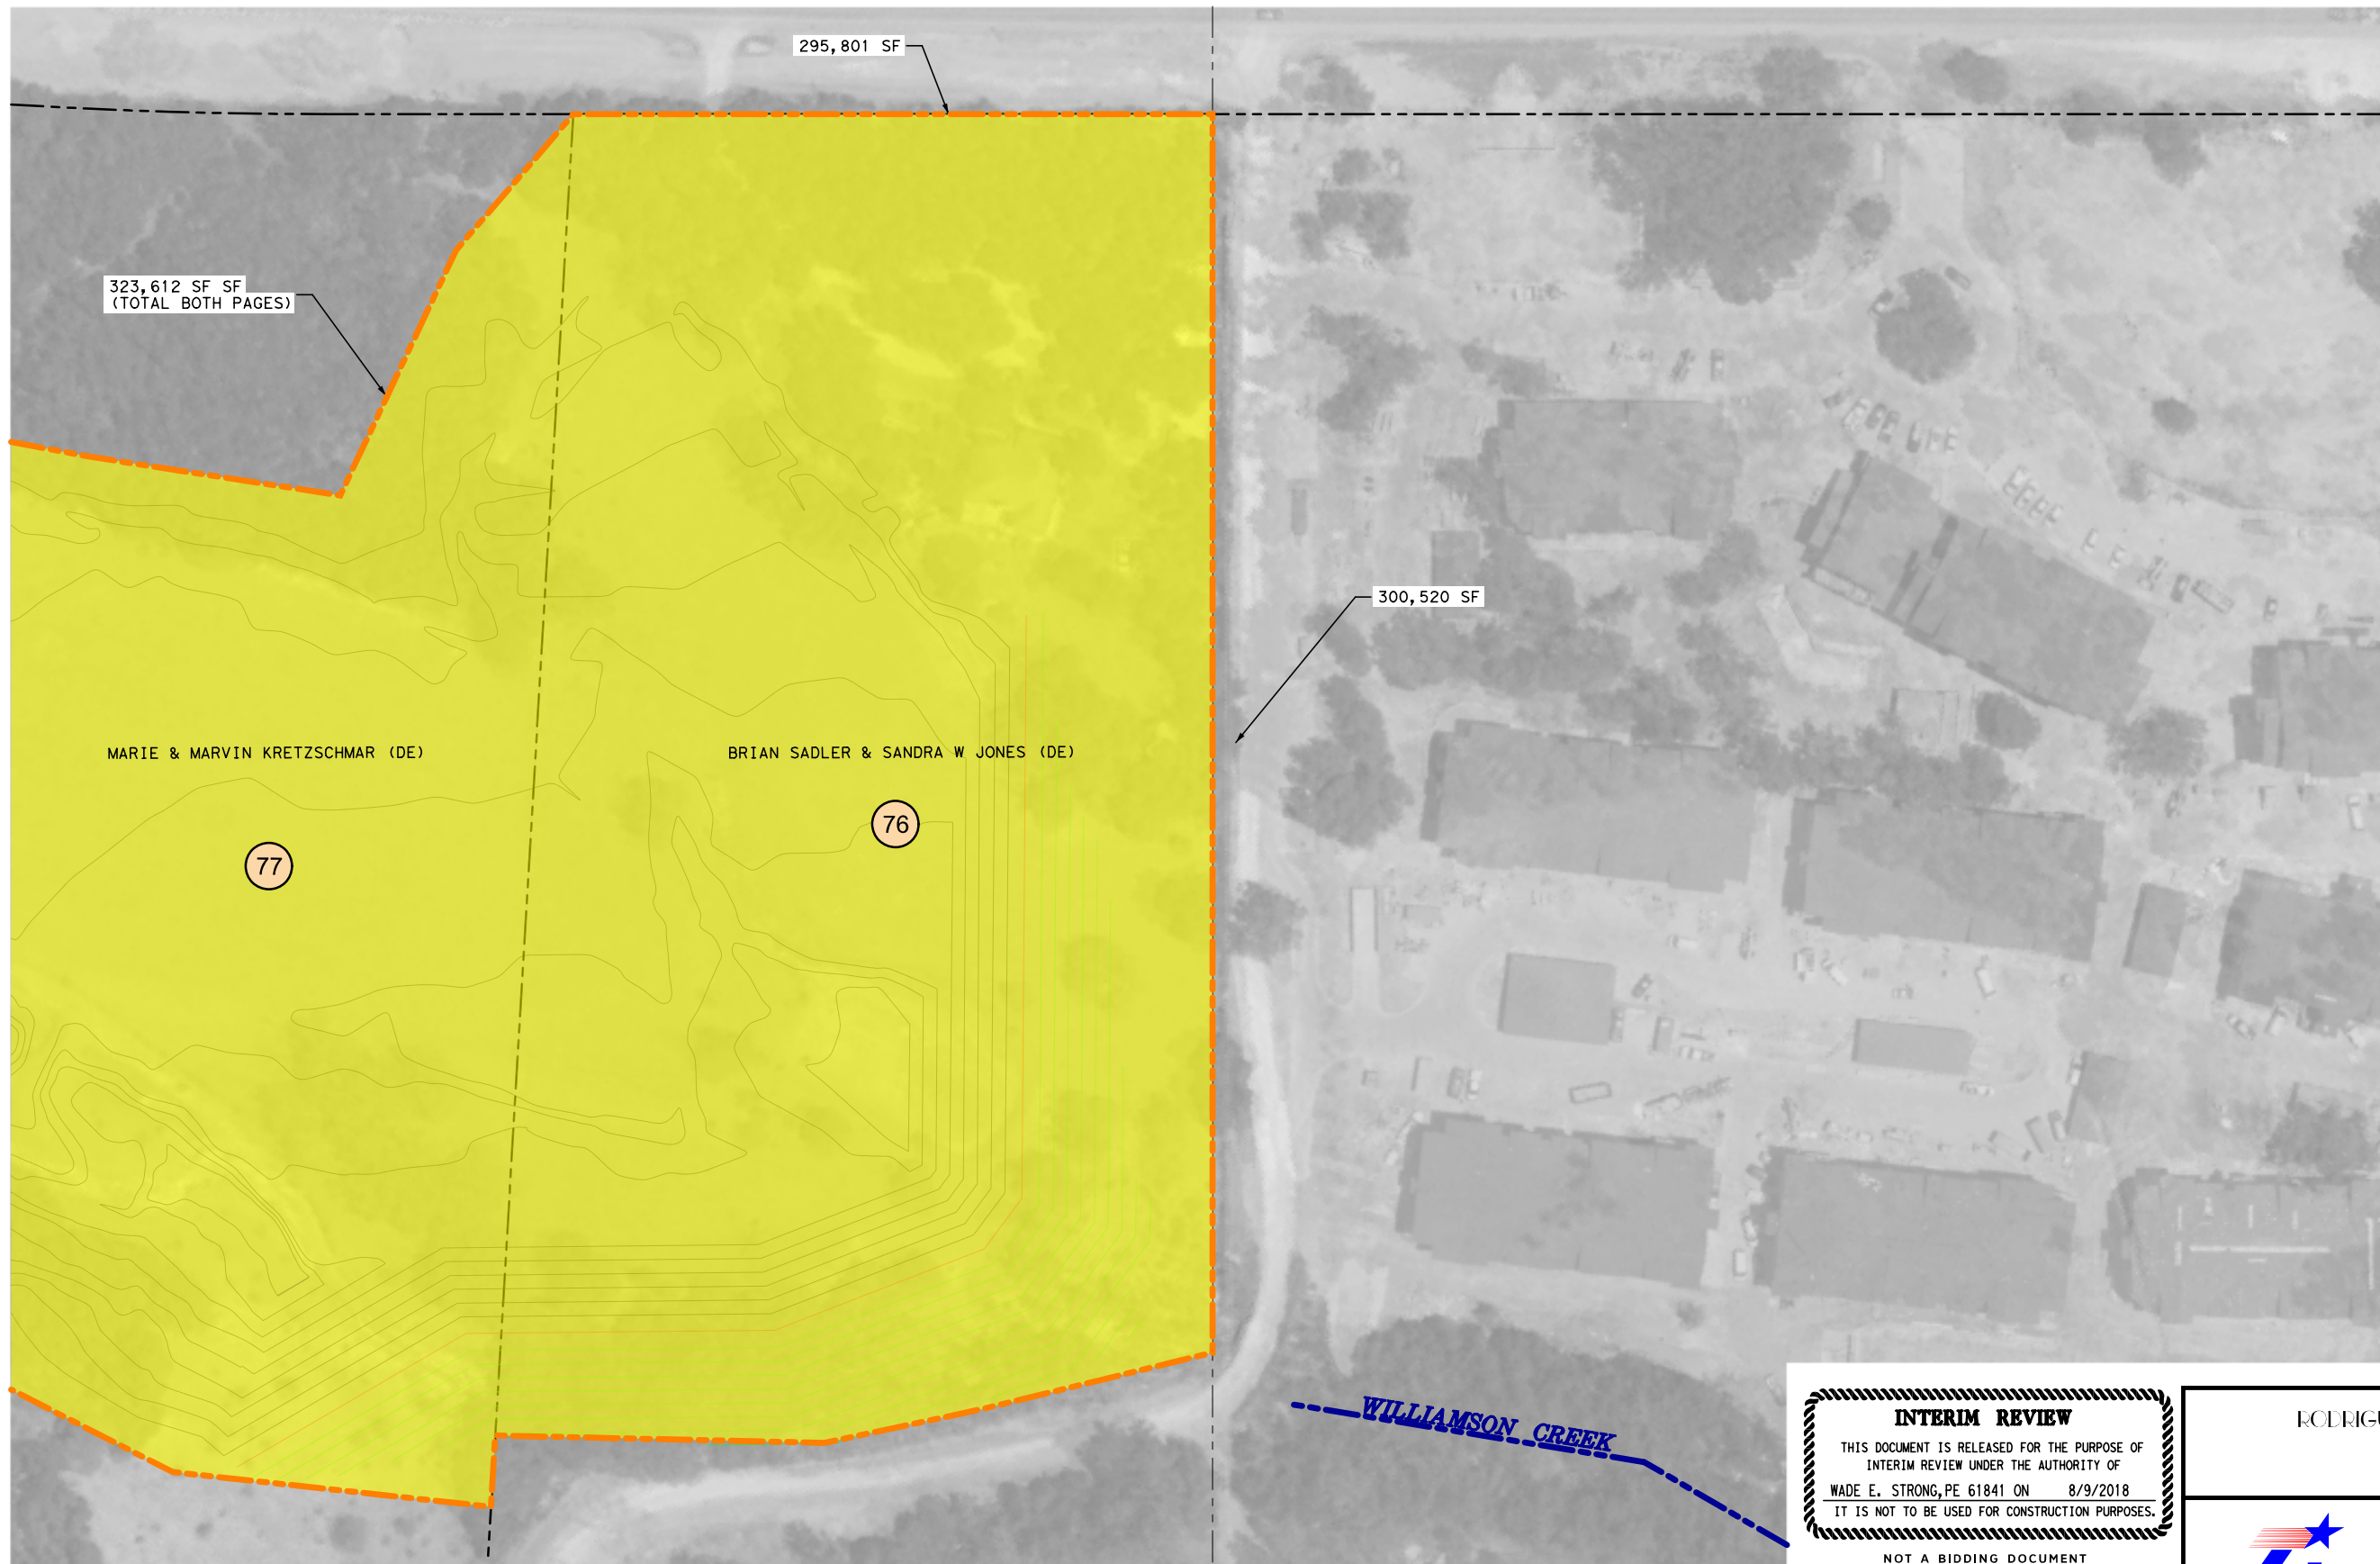 295,801 SF
323,612 SF SF
(TOTAL BOTH PAGES)
300,520 SF
MARIE & MARVIN KRETZSCHMAR (DE)
BRIAN SADLER & SANDRA W JONES (DE)
76
77
WILLIAMSON CREEK
INTERIM REVIEW
THIS DOCUMENT IS RELEASED FOR THE PURPOSE OF
INTERIM REVIEW UNDER THE AUTHORITY OF
WADE E. STRONG, PE 61841 ON 8/9/2018
IT IS NOT TO BE USED FOR CONSTRUCTION PURPOSES.
NOT A BIDDING DOCUMENT